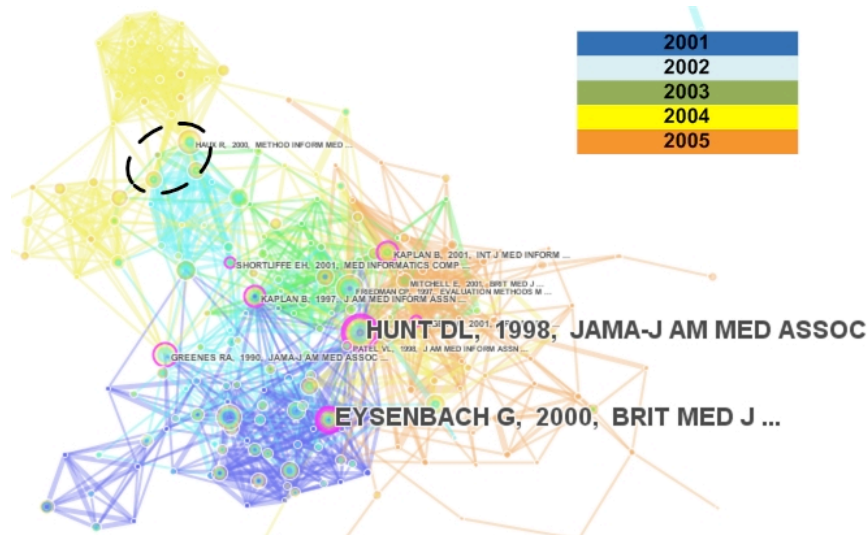 2001
2002
2003
2004
2005
HAUX R, 2000, METHOD INFORM MED ...
KAPLAN B, 2001, INT J MED INFORM ...
SHORTLIFFE EH, 2001, MED INFORMATICS COMP ...
MITCHELL E, 2001, BRIT MED J ...
FRIEDMAN CP, 1997, EVALUATION METHODS M ...
KAPLAN B, 1997, J AM MED INFORM ASSN ...
2001,
HUNT DL, 1998, JAMA-J AM MED ASSOC
PATEL VL, 1998, J AM MED INFORM ASSN ...
GREENES RA, 1990, JAMA-J AM MED ASSOC ...
EYSENBACH G, 2000, BRIT MED J ...